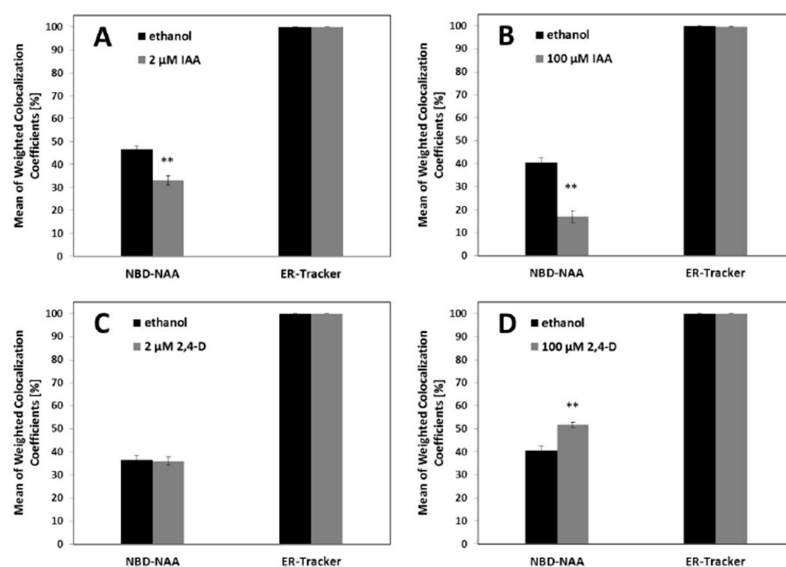 A
ethanol
2 µM IAA
Mean of Weighted Colocalization
Coefficients [%]
100
90
80
70
60
50
40
30
20
10
0
**
NBD-NAA
ER-Tracker
B
ethanol
100 µM IAA
Mean of Weighted Colocalization
Coefficients [%]
100
90
80
70
60
50
40
30
20
10
0
**
NBD-NAA
ER-Tracker
C
ethanol
2 µM 2,4-D
Mean of Weighted Colocalization
Coefficients [%]
100
90
80
70
60
50
40
30
20
10
0
NBD-NAA
ER-Tracker
D
ethanol
100 µM 2,4-D
Mean of Weighted Colocalization
Coefficients [%]
100
90
80
70
60
50
40
30
20
10
0
**
NBD-NAA
ER-Tracker